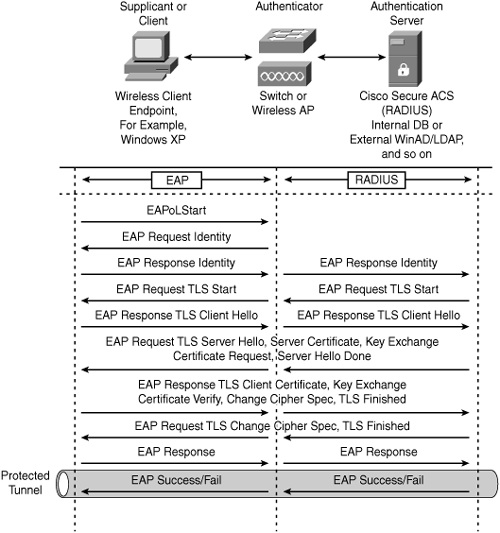 Supplicant or
Client
Authenticator
Authentication
Server
Wireless Client
Endpoint,
For Example,
Windows XP
Switch or
Wireless AP
Cisco Secure ACS
(RADIUS)
Internal DB or
External WinAD/LDAP,
and so on
EAP
RADIUS
EAPoLStart
EAP Request Identity
EAP Response Identity
EAP Response Identity
EAP Request TLS Start
EAP Request TLS Start
EAP Response TLS Client Hello
EAP Response TLS Client Hello
EAP Request TLS Server Hello, Server Certificate, Key Exchange
Certificate Request, Server Hello Done
EAP Response TLS Client Certificate, Key Exchange
Certificate Verify, Change Cipher Spec, TLS Finished
EAP Request TLS Change Cipher Spec, TLS Finished
EAP Response
EAP Response
Protected
Tunnel
EAP Success/Fail
EAP Success/Fail